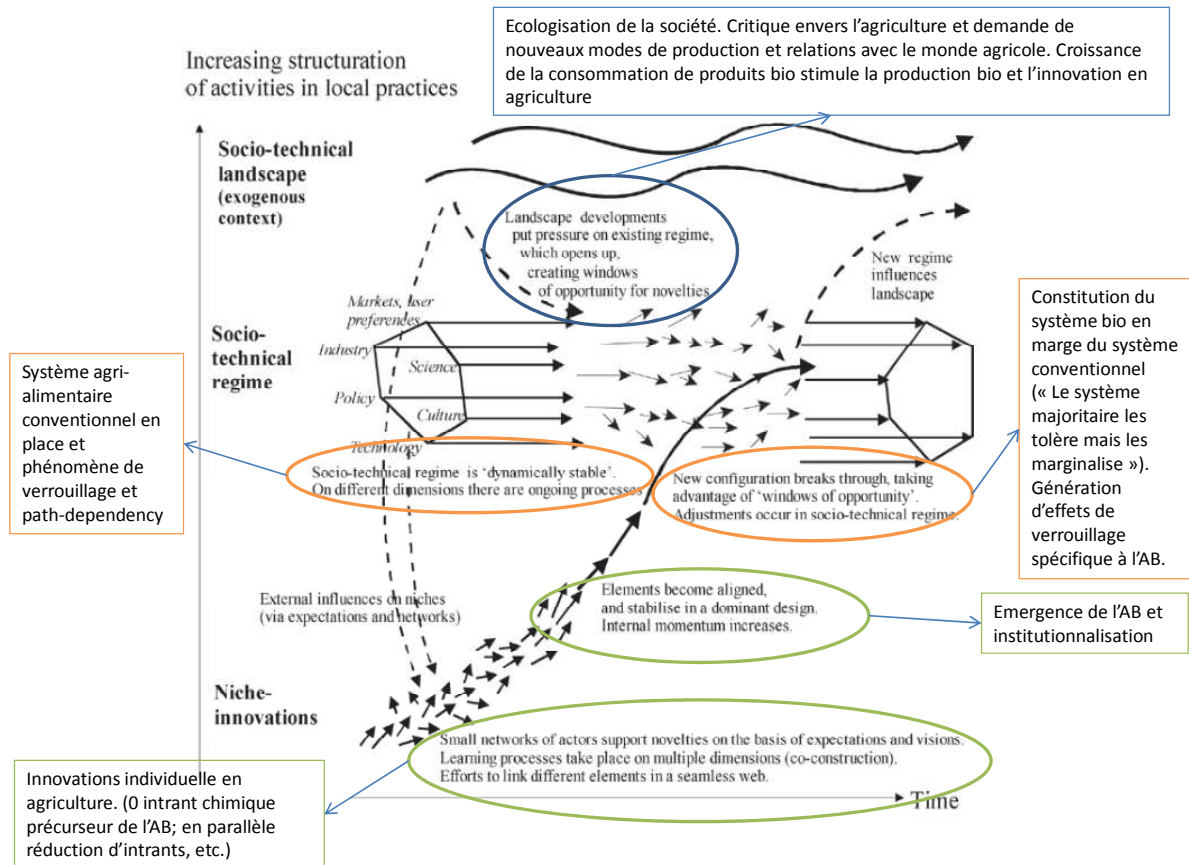 Ecologisation de la société. Critique envers l'agriculture et demande de
nouveaux modes de production et relations avec le monde agricole. Croissance
de la consommation de produits bio stimule la production bio et l'innovation en
agriculture
Increasing structuration
of activities in local practices
Socio-technical
landscape
(exogenous
context)
Landscape developments
put pressure on existing regime,
which opens up,
creating windows
of opportunity for novelties
New regime
influences
landscape
Markets, user
preferences
Industry
Science
Policy
Culture
Technology
Socio-
technical
regime
Système agri-
alimentaire
conventionnel en
place et
phénomène de
verrouillage et
path-dependency
Constitution du
système bio en
marge du système
conventionnel
(« Le système
majoritaire les
tolère mais les
marginalise »).
Génération
d'effets de
verrouillage
spécifique à l'AB.
Socio-technical regime is 'dynamically stable'.
On different dimensions there are ongoing processes
New configuration breaks through, taking
advantage of 'windows of opportunity'.
Adjustments occur in socio-technical regime.
External influences on niches
(via expectations and networks)
Elements become aligned,
and stabilise in a dominant design.
Internal momentum increases.
Emergence de l'AB et
institutionnalisation
Niche-
innovations
Small networks of actors support novelties on the basis of expectations and visions.
Learning processes take place on multiple dimensions (co-construction).
Efforts to link different elements in a seamless web.
Innovations individuelle en
agriculture. (0 intrant chimique
précurseur de l'AB; en parallèle
réduction d'intrants, etc.)
Time